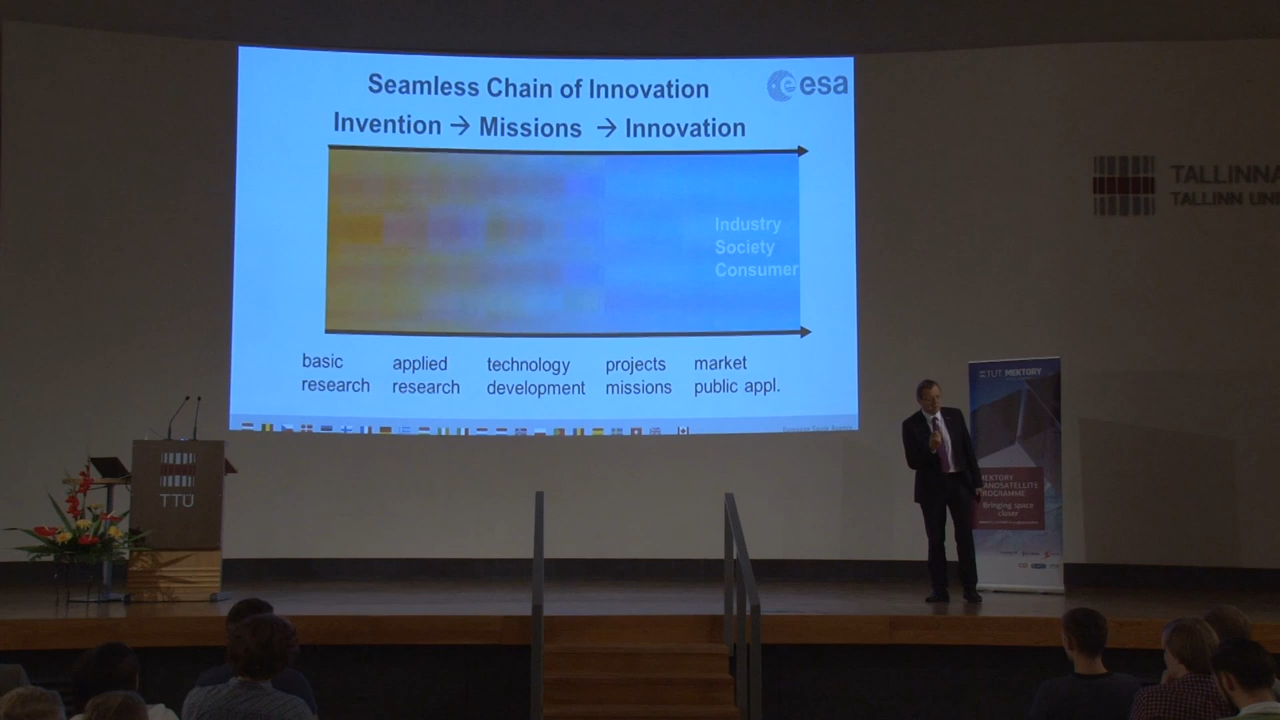 Seamless Chain of Innovation
esa
Invention → Missions → Innovation
Industry
Society
Consumer
basic research
applied research
technology development
projects missions
market public appl.
TALLINNA
TALLINN UNI
TTÜ
TUT MEKTORY
MEKTORY
NANOSATELLITE
PROGRAMME
Bringing space
closer